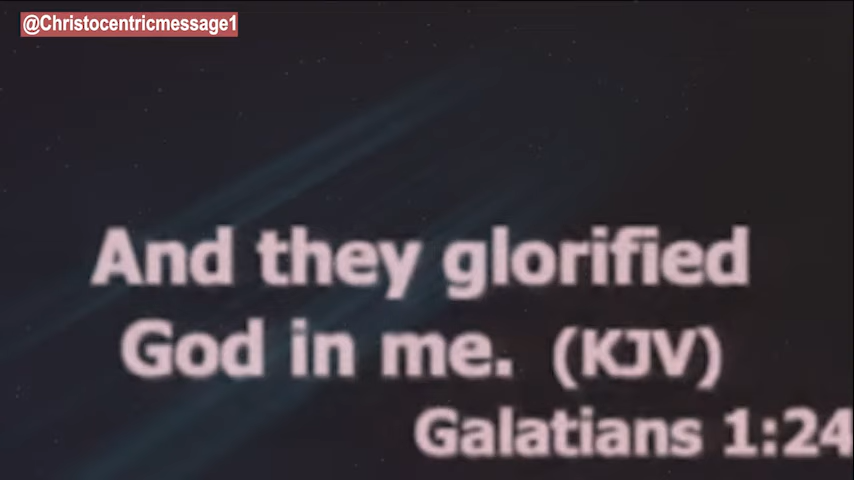 @Christocentricmessage1
And they glorified
God in me. (KJV)
Galatians 1:24